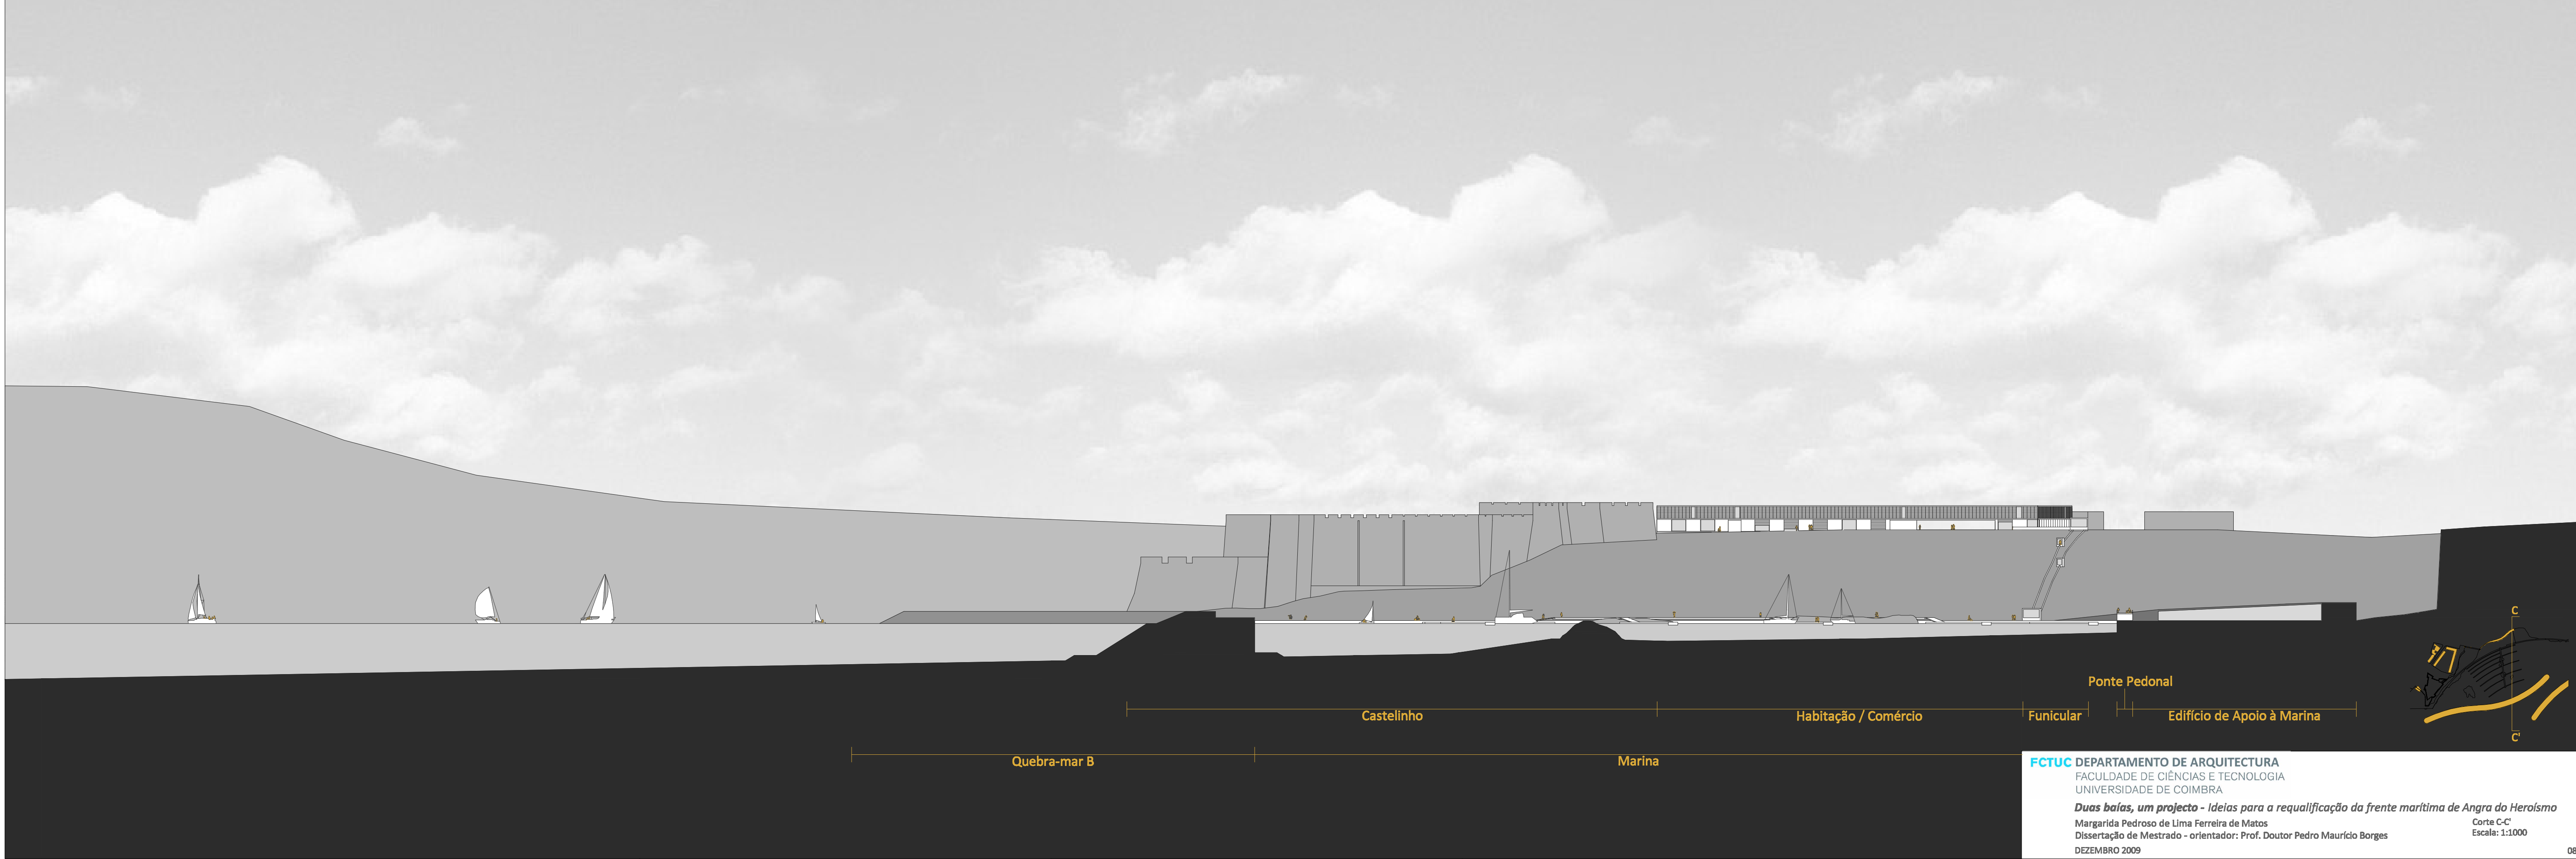 C
Ponte Pedonal
Castelinho
Habitação / Comércio
Funicular
Edifício de Apoio à Marina
C'
Quebra-mar B
Marina
FCTUC DEPARTAMENTO DE ARQUITECTURA
FACULDADE DE CIÊNCIAS E TECNOLOGIA
UNIVERSIDADE DE COIMBRA
Duas baías, um projecto - Ideias para a requalificação da frente marítima de Angra do Heroísmo
Margarida Pedroso de Lima Ferreira de Matos
Corte C-C'
Dissertação de Mestrado - orientador: Prof. Doutor Pedro Maurício Borges
Escala: 1:1000
DEZEMBRO 2009